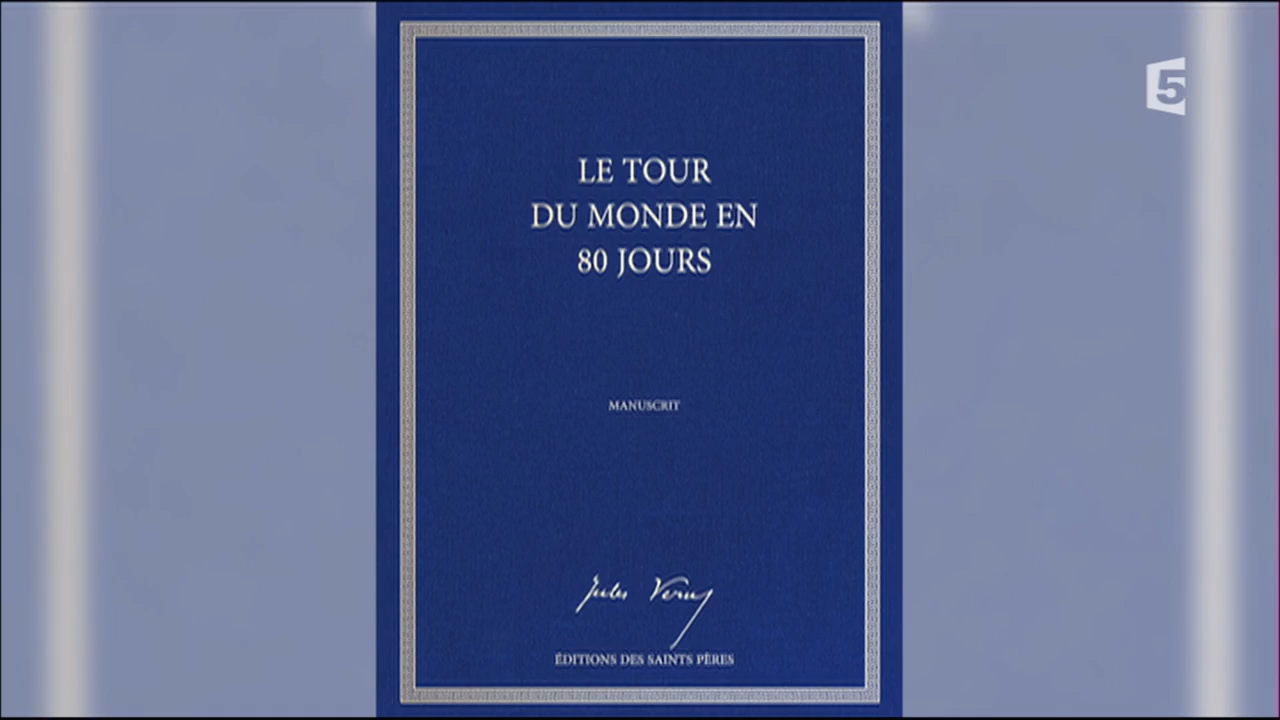 5
LE TOUR
DU MONDE EN
80 JOURS
MANUSCRIT
Jules Verne
ÉDITIONS DES SAINTS PÈRES